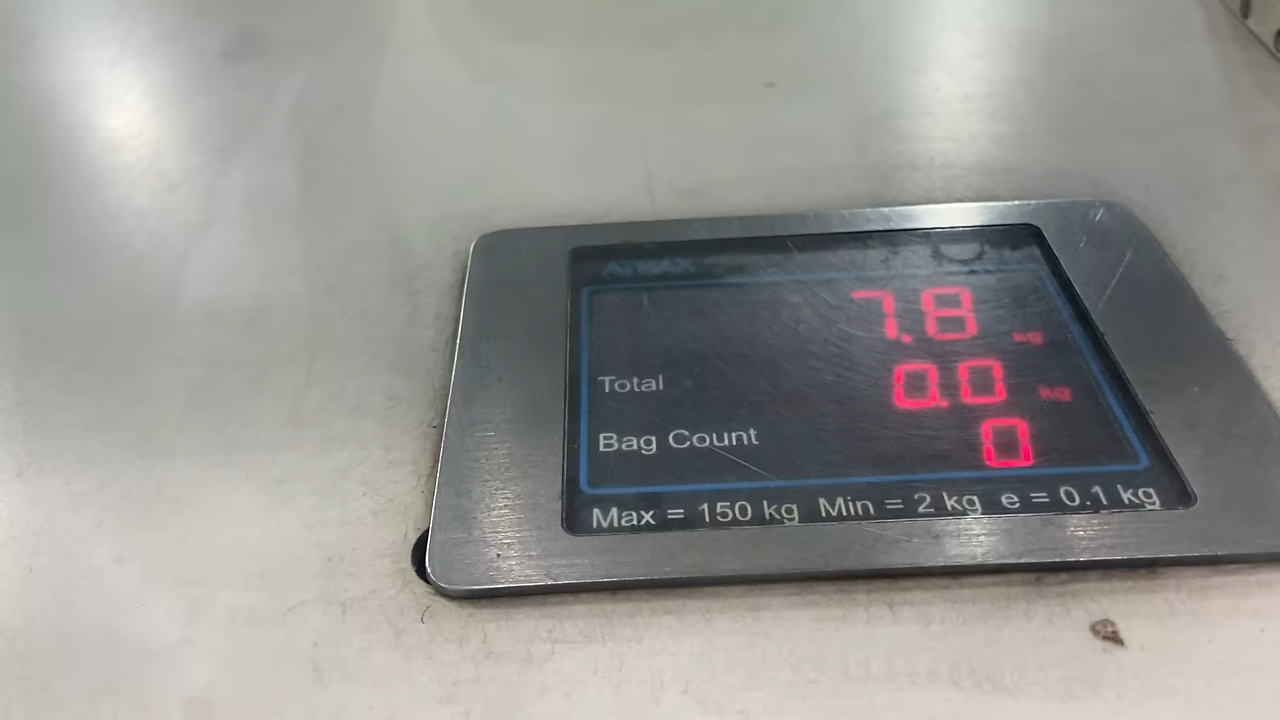 7.8 kg
Total 0.0 kg
Bag Count 0
Max = 150 kg Min = 2 kg e = 0.1 kg